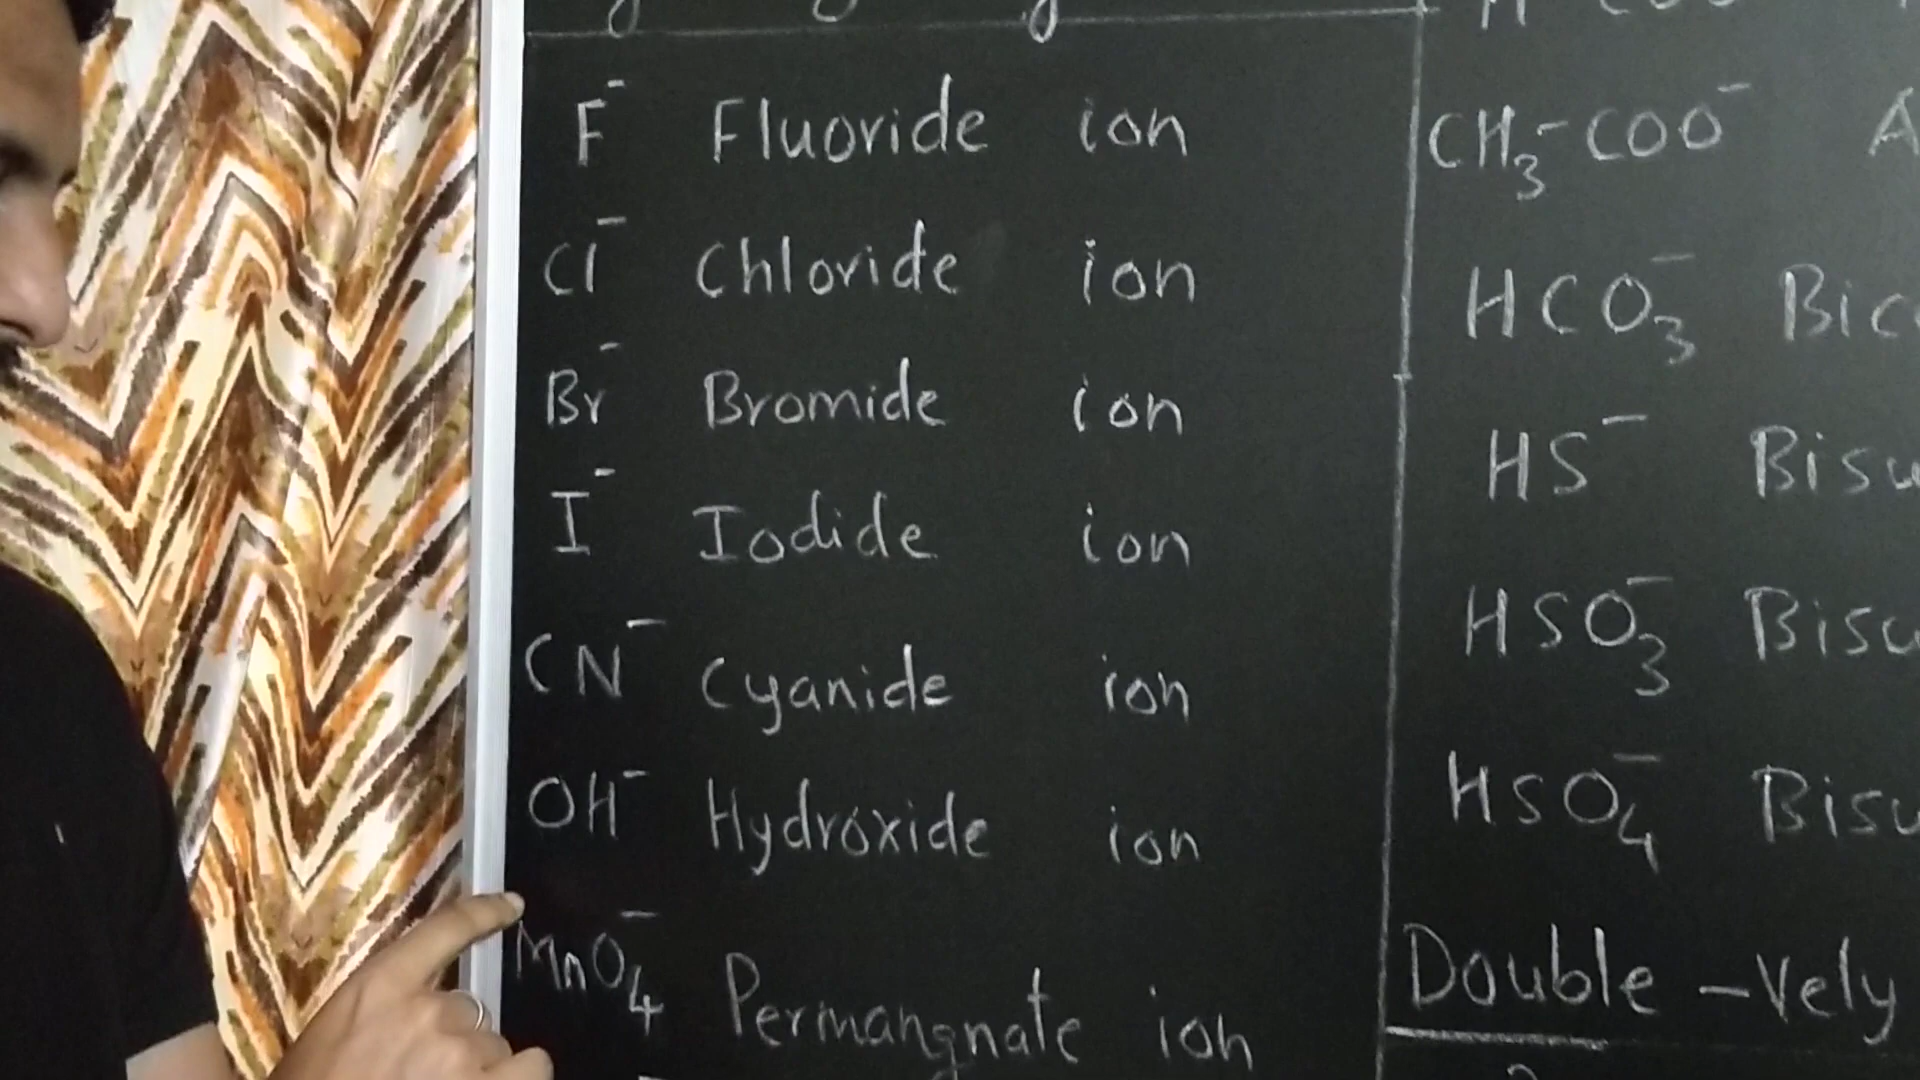 F⁻ Fluoride ion
Cl⁻ Chloride ion
Br⁻ Bromide ion
I⁻ Iodide ion
CN⁻ Cyanide ion
OH⁻ Hydroxide ion
MnO₄⁻ Permangnate ion
CH₃-COO⁻ A
HCO₃⁻ Bic
HS⁻ Bisu
HSO₃⁻ Bisu
HSO₄⁻ Bisu
Double -Vely